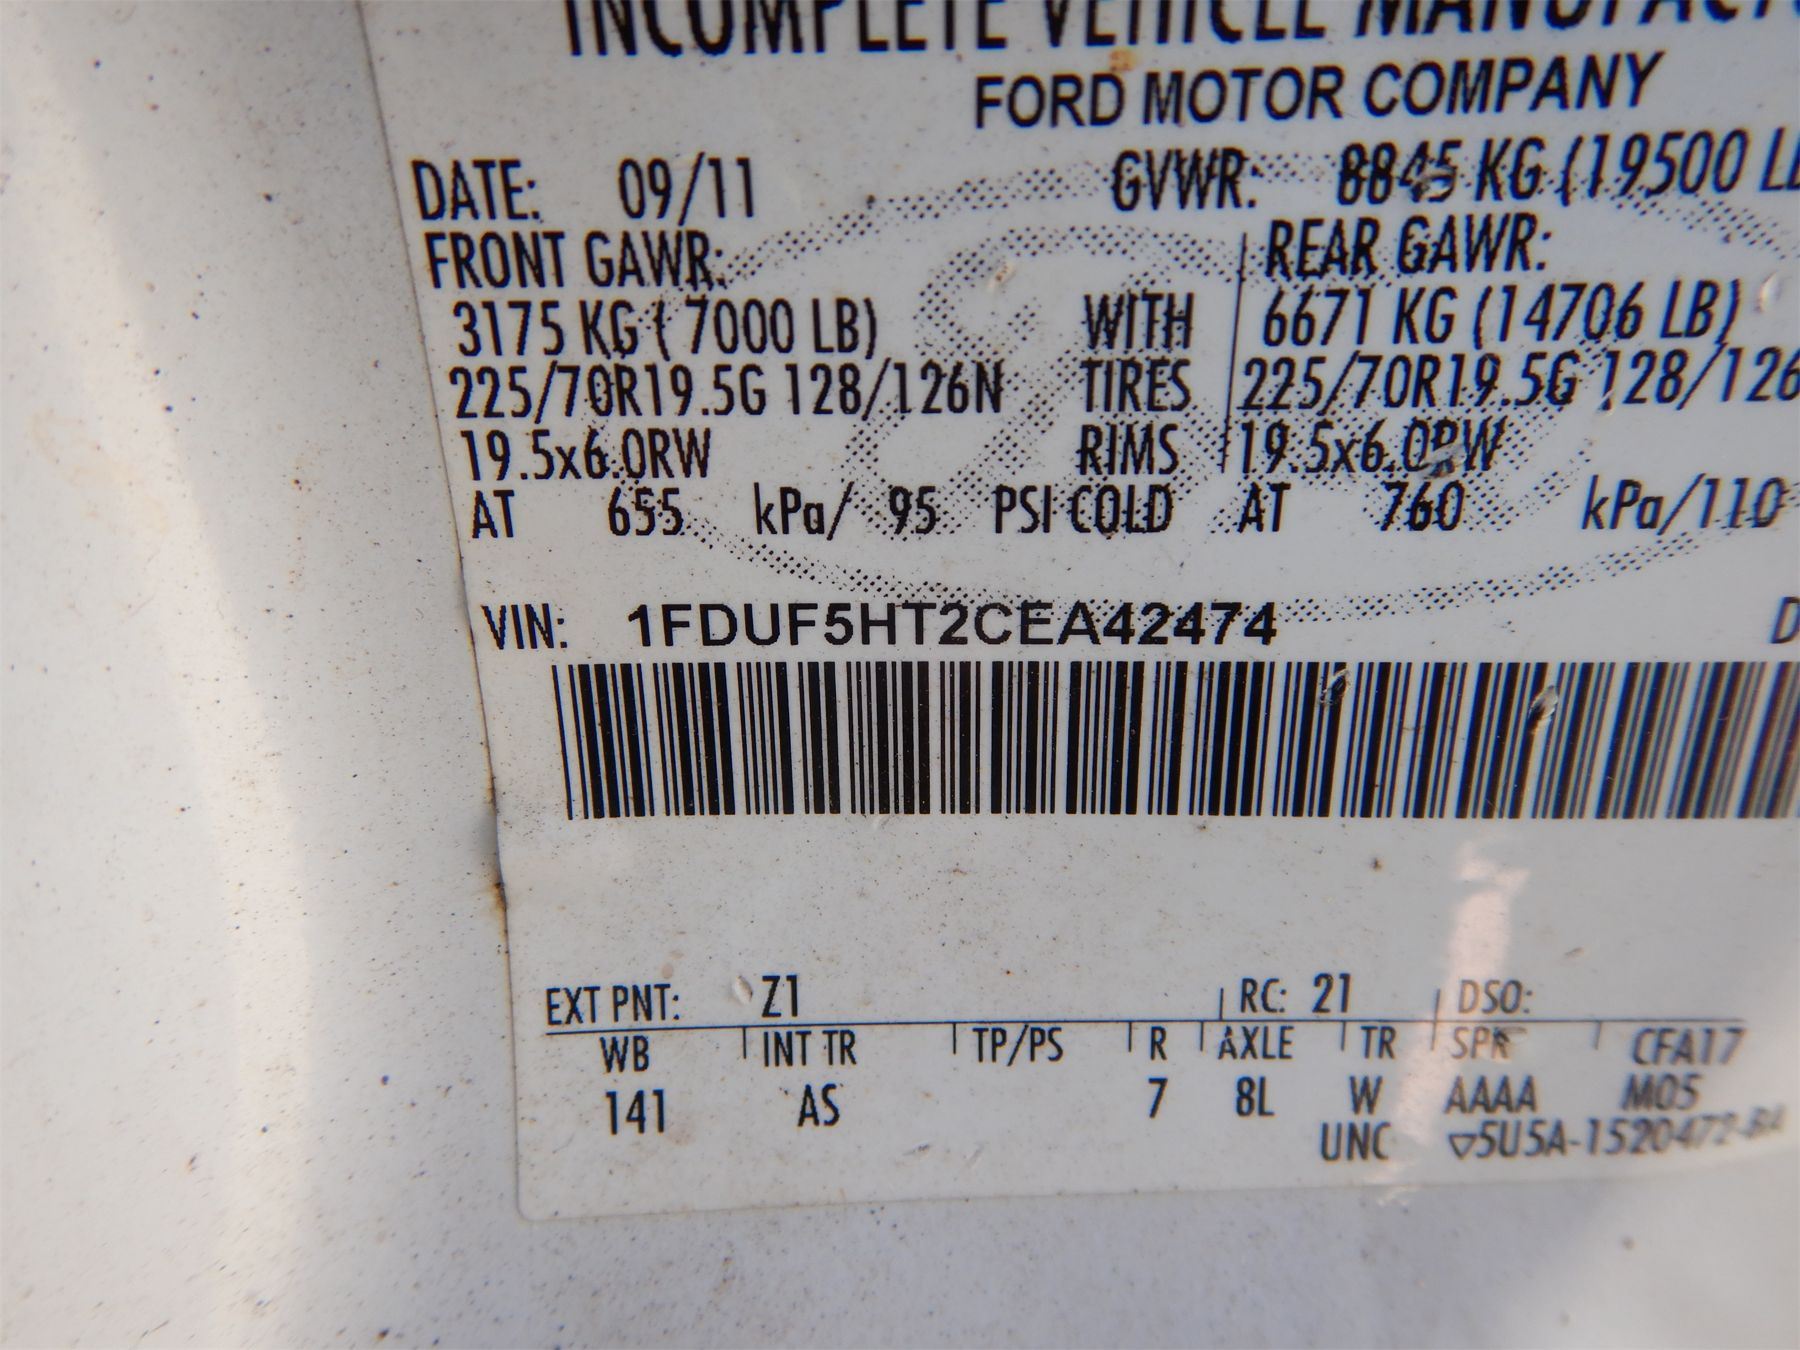 INCOMPLETE VEHICLE
FORD MOTOR COMPANY
DATE: 09/11 GVWR: 8845 KG (19500
FRONT GAWR: REAR GAWR:
3175 KG ( 7000 LB) WITH 6671 KG (14706 LB)
225/70R19.5G 128/126N TIRES 225/70R19.5G 128/126
19.5x6.0RW RIMS 19.5x6.0RW
AT 655 kPa/ 95 PSI COLD AT 760 kPa/110
VIN: 1FDUF5HT2CEA42474
EXT PNT: Z1 RC: 21 DSO:
WB INT TR TP/PS R AXLE TR SPR CFA17
141 AS 7 8L W AAAA M05
UNC